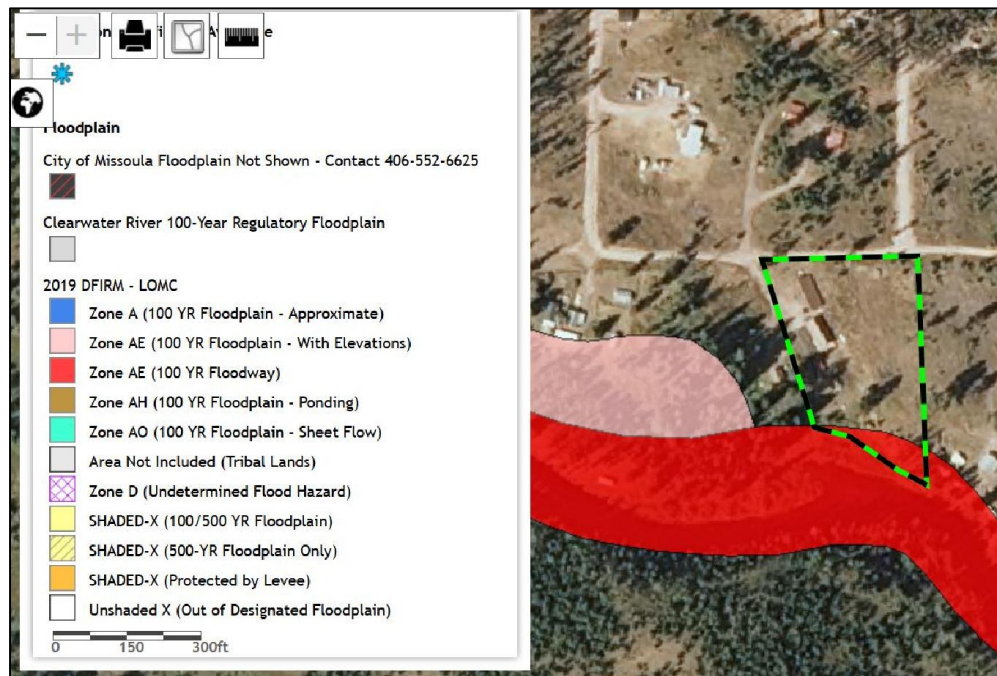 Floodplain
City of Missoula Floodplain Not Shown - Contact 406-552-6625
Clearwater River 100-Year Regulatory Floodplain
2019 DFIRM - LOMC
Zone A (100 YR Floodplain - Approximate)
Zone AE (100 YR Floodplain - With Elevations)
Zone AE (100 YR Floodway)
Zone AH (100 YR Floodplain - Ponding)
Zone AO (100 YR Floodplain - Sheet Flow)
Area Not Included (Tribal Lands)
Zone D (Undetermined Flood Hazard)
SHADED-X (100/500 YR Floodplain)
SHADED-X (500-YR Floodplain Only)
SHADED-X (Protected by Levee)
Unshaded X (Out of Designated Floodplain)
0 150 300ft